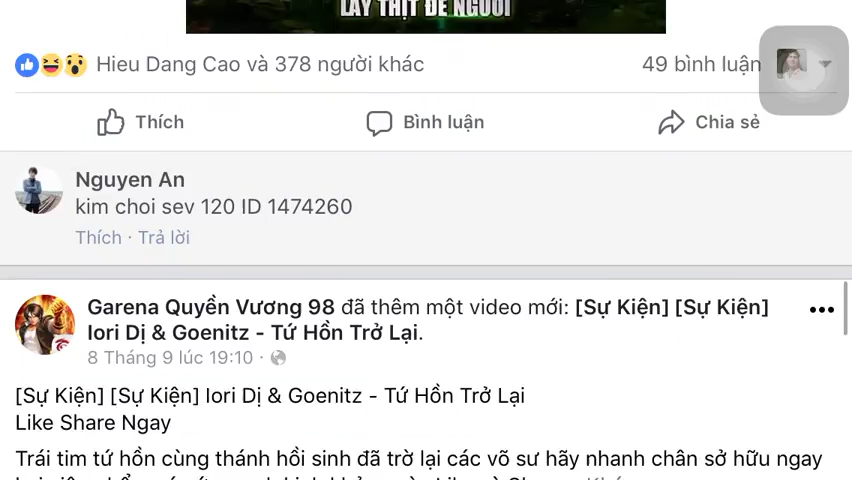 LẤY THỊT ĐÈ NGƯỜI
Hieu Dang Cao và 378 người khác
49 bình luận
Thích
Bình luận
Chia sẻ
Nguyen An
kim choi sev 120 ID 1474260
Thích · Trả lời
Garena Quyền Vương 98 đã thêm một video mới: [Sự Kiện] [Sự Kiện]
Iori Dị & Goenitz - Tứ Hồn Trở Lại.
8 Tháng 9 lúc 19:10 ·
[Sự Kiện] [Sự Kiện] Iori Dị & Goenitz - Tứ Hồn Trở Lại
Like Share Ngay
Trái tim tứ hồn cùng thánh hồi sinh đã trờ lại các võ sư hãy nhanh chân sở hữu ngay